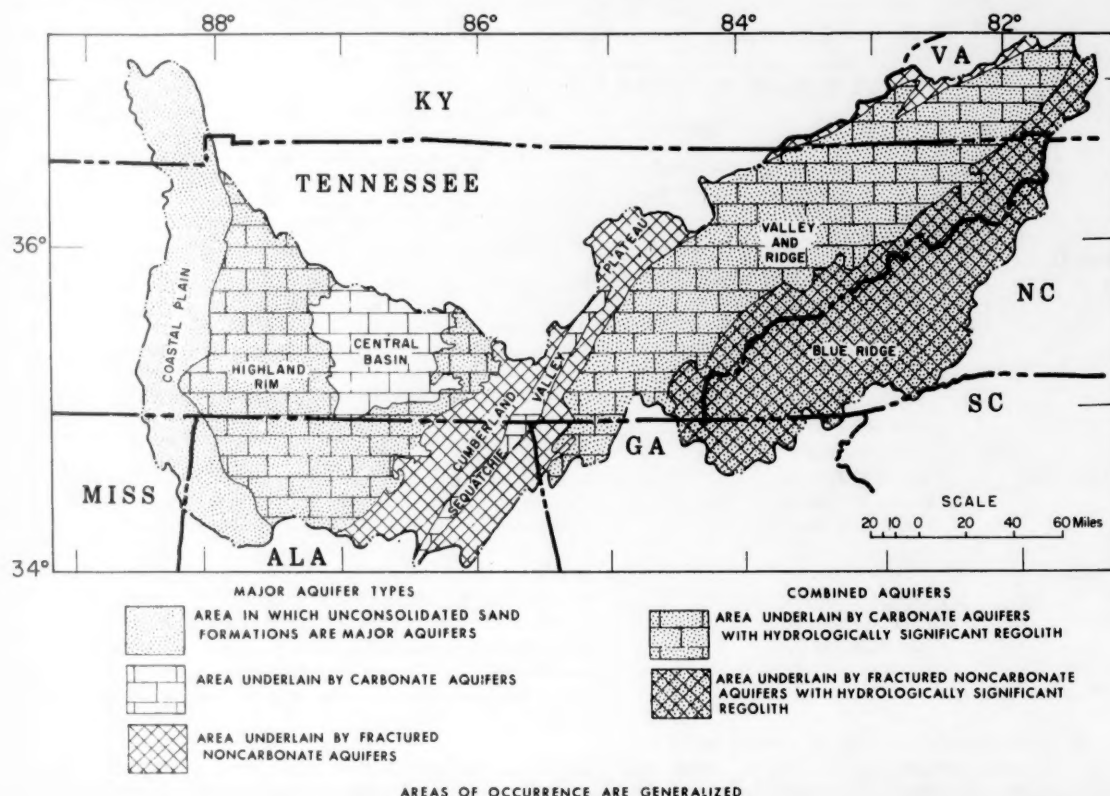 88° 86° 84° 82°
VA
KY
TENNESSEE
36°
PLATEAU
VALLEY
AND
RIDGE
COASTAL PLAIN
NC
CENTRAL
BASIN
HIGHLAND
RIM
BLUE RIDGE
CUMBERLAND
SEQUATCHIE VALLEY
SC
GA
MISS
SCALE
20 10 0 20 40 60 Miles
ALA
34°
88° 86° 84° 82°
MAJOR AQUIFER TYPES
AREA IN WHICH UNCONSOLIDATED SAND
FORMATIONS ARE MAJOR AQUIFERS
AREA UNDERLAIN BY CARBONATE AQUIFERS
AREA UNDERLAIN BY FRACTURED
NONCARBONATE AQUIFERS
COMBINED AQUIFERS
AREA UNDERLAIN BY CARBONATE AQUIFERS
WITH HYDROLOGICALLY SIGNIFICANT REGOLITH
AREA UNDERLAIN BY FRACTURED NONCARBONATE
AQUIFERS WITH HYDROLOGICALLY SIGNIFICANT
REGOLITH
AREAS OF OCCURRENCE ARE GENERALIZED